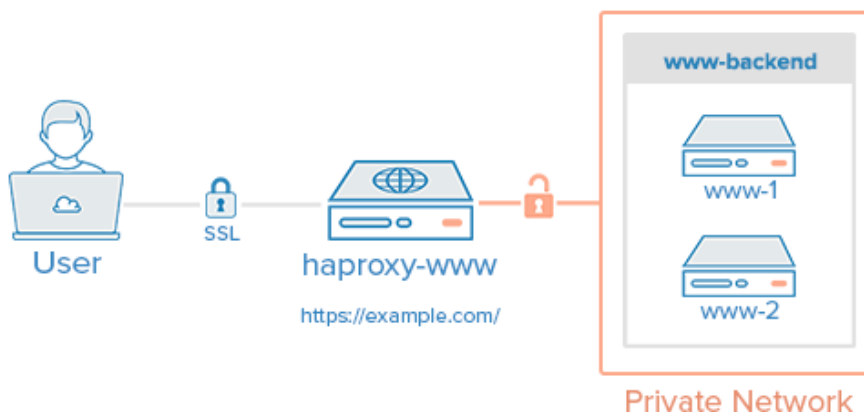 www-backend
www-1
SSL
User
haproxy-www
www-2
https://example.com/
Private Network